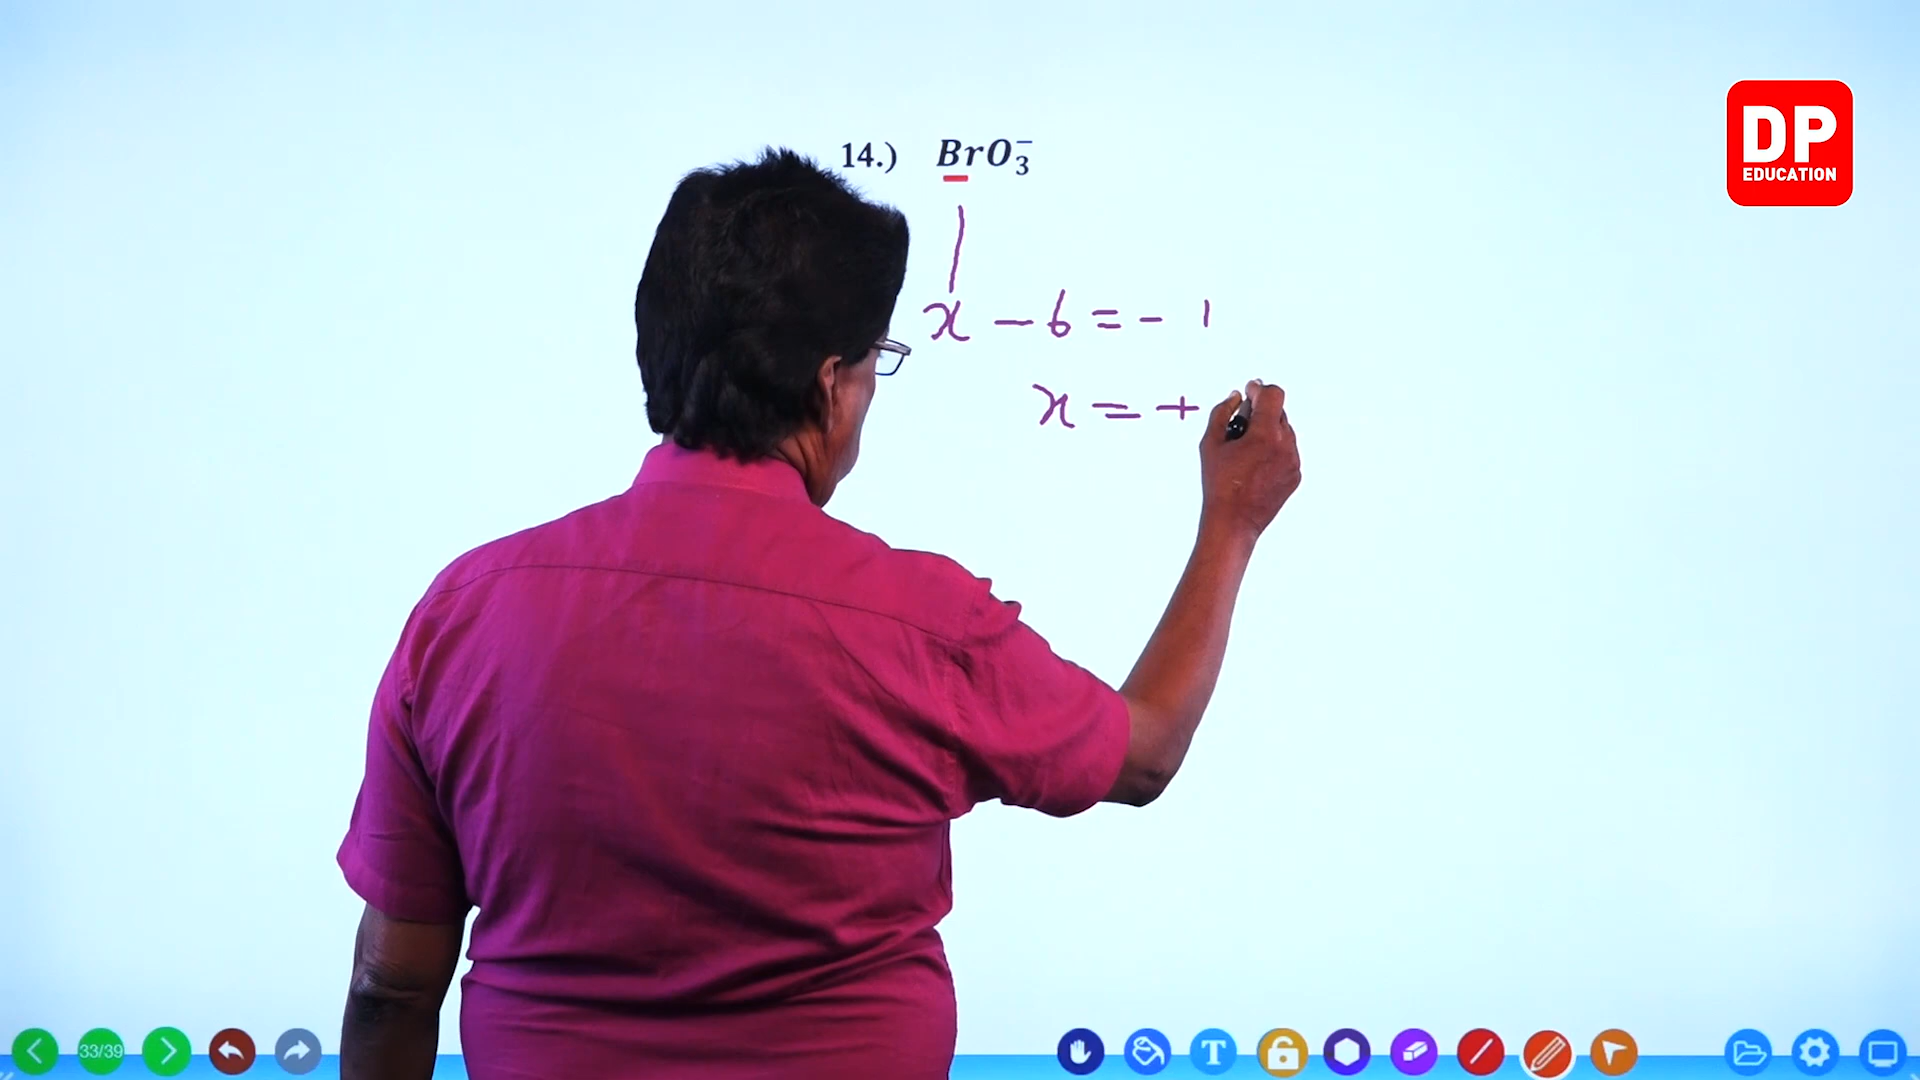 DP
EDUCATION
14.) BrO₃⁻
x - 6 = - 1
x = +
33/39
T